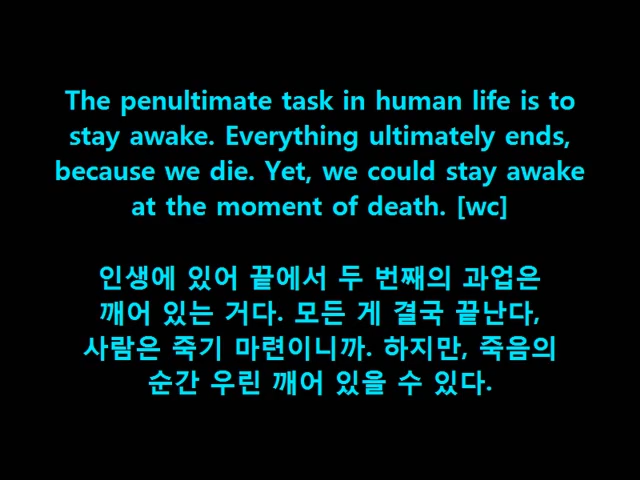 The penultimate task in human life is to
stay awake. Everything ultimately ends,
because we die. Yet, we could stay awake
at the moment of death. [wc]
인생에 있어 끝에서 두 번째의 과업은
깨어 있는 거다. 모든 게 결국 끝난다,
사람은 죽기 마련이니까. 하지만, 죽음의
순간 우린 깨어 있을 수 있다.